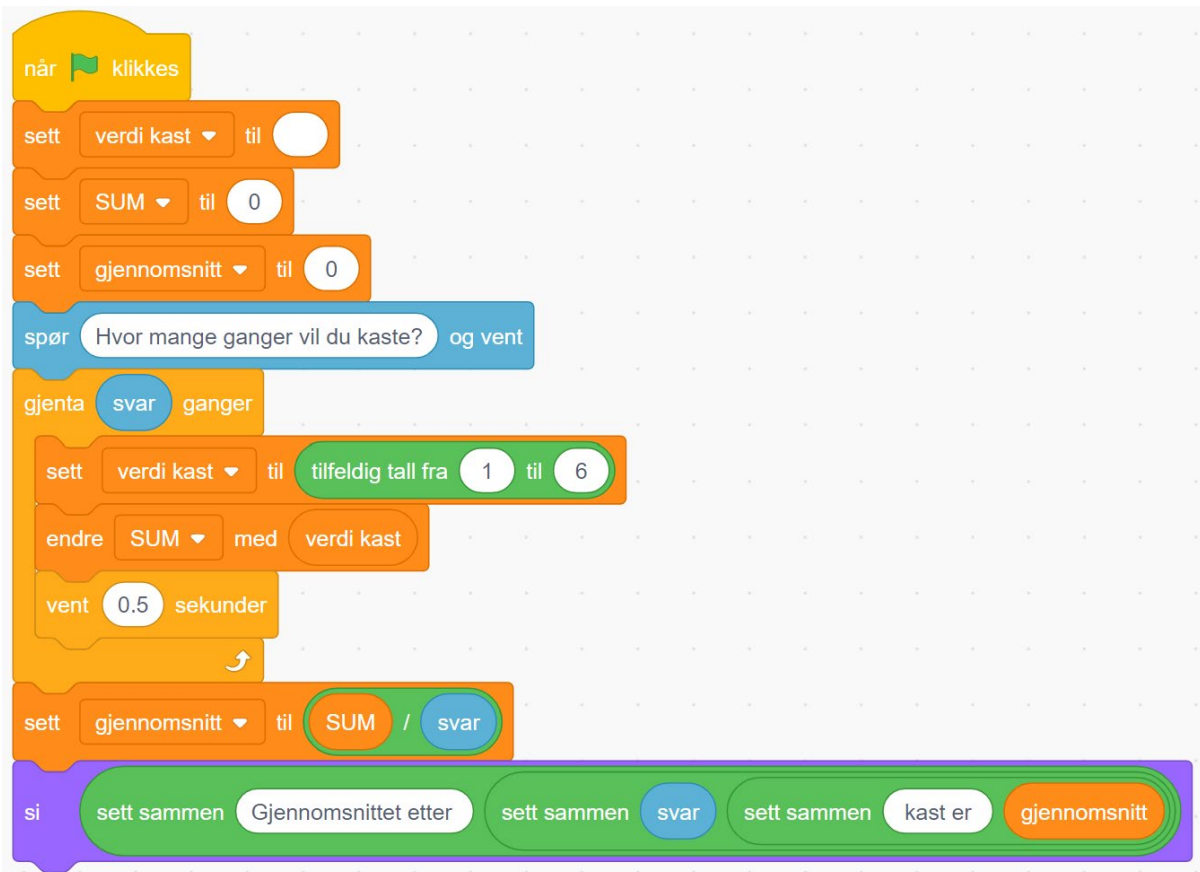 når klikkes
sett verdi kast til
sett SUM til 0
sett gjennomsnitt til 0
spør Hvor mange ganger vil du kaste? og vent
gjenta svar ganger
sett verdi kast til tilfeldig tall fra 1 til 6
endre SUM med verdi kast
vent 0.5 sekunder
sett gjennomsnitt til SUM / svar
si sett sammen Gjennomsnittet etter sett sammen svar sett sammen kast er gjennomsnitt